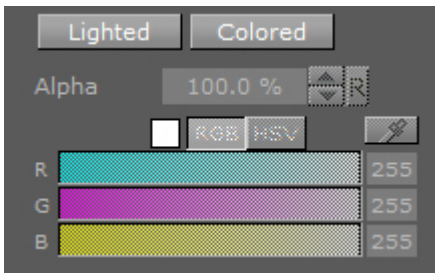 Lighted Colored
Alpha 100.0 % R
RGB HSV
R 255
G 255
B 255